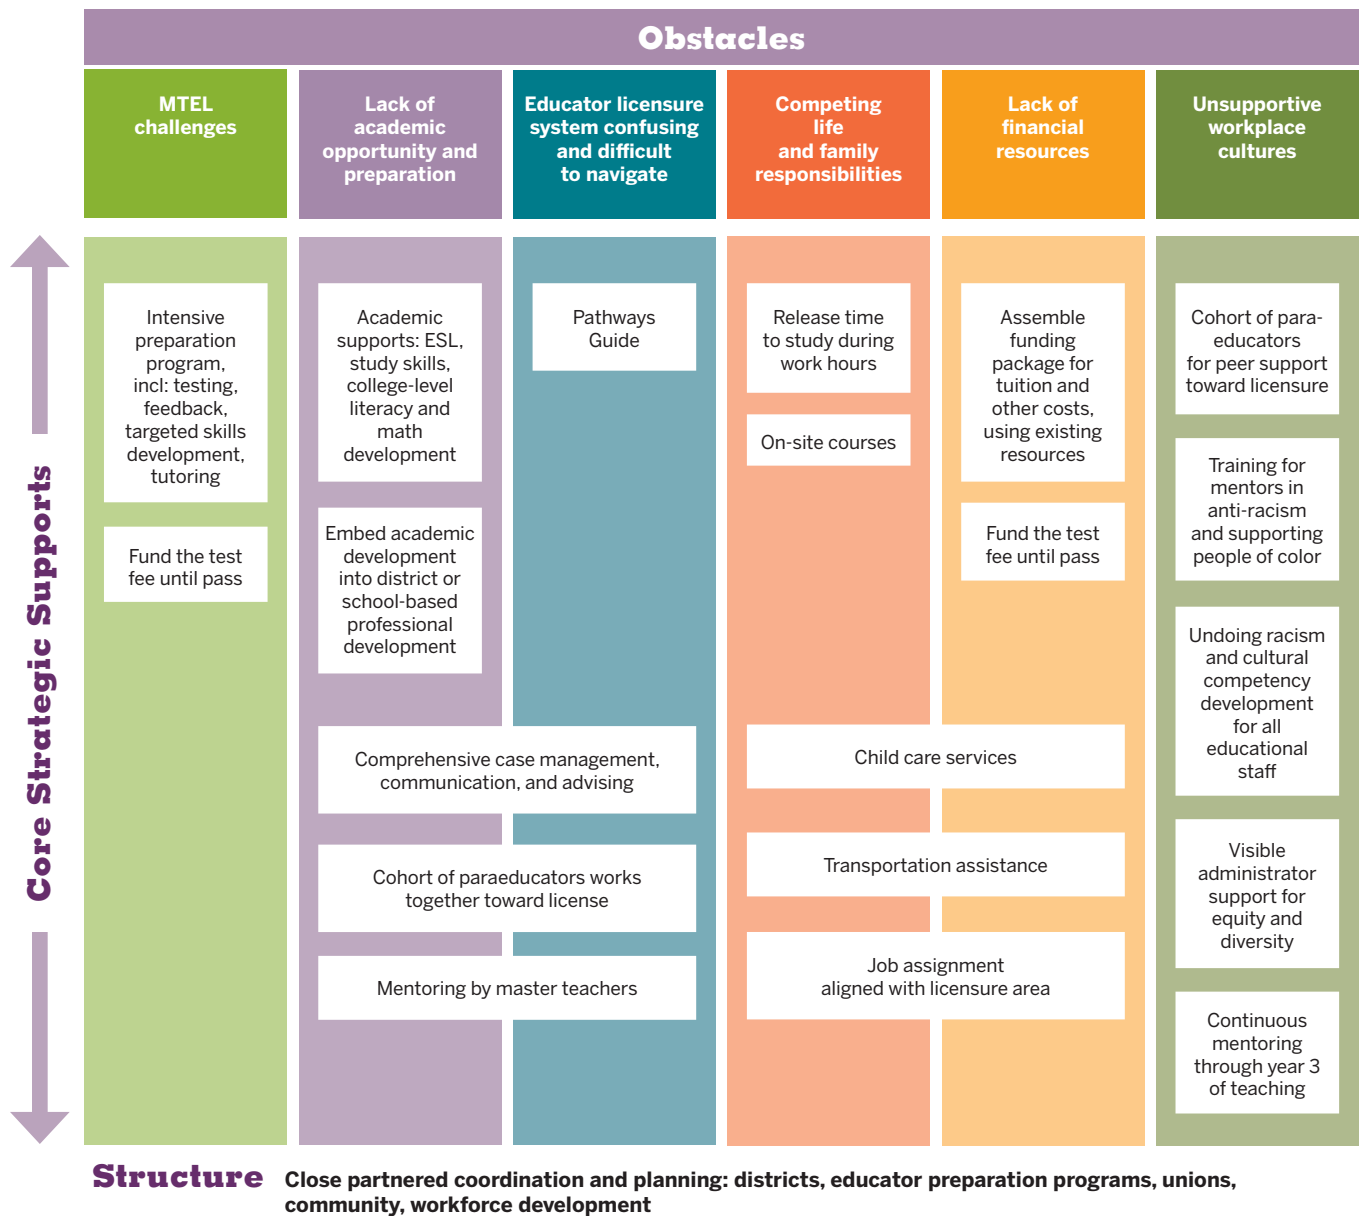 Obstacles
MTEL
challenges
Lack of
academic
opportunity and
preparation
Educator licensure
system confusing
and difficult
to navigate
Competing
life
and family
responsibilities
Lack of
financial
resources
Unsupportive
workplace
cultures
Core Strategic Supports
Intensive
preparation
program,
incl: testing,
feedback,
targeted skills
development,
tutoring
Fund the test
fee until pass
Academic
supports: ESL,
study skills,
college-level
literacy and
math
development
Embed academic
development
into district or
school-based
professional
development
Pathways
Guide
Comprehensive case management,
communication, and advising
Cohort of paraeducators works
together toward license
Mentoring by master teachers
Release time
to study during
work hours
On-site courses
Assemble
funding
package for
tuition and
other costs,
using existing
resources
Fund the test
fee until pass
Child care services
Transportation assistance
Job assignment
aligned with licensure area
Cohort of para-
educators
for peer support
toward licensure
Training for
mentors in
anti-racism
and supporting
people of color
Undoing racism
and cultural
competency
development
for all
educational
staff
Visible
administrator
support for
equity and
diversity
Continuous
mentoring
through year 3
of teaching
Structure Close partnered coordination and planning: districts, educator preparation programs, unions,
community, workforce development